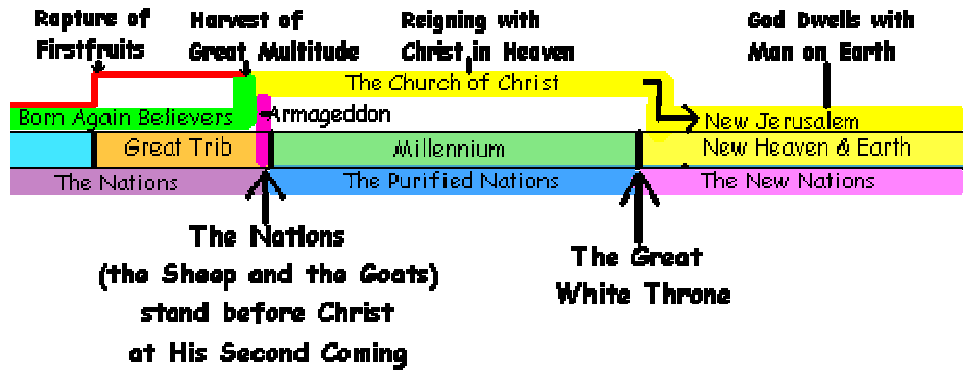 Rapture of
Firstfruits
Harvest of
Great Multitude
Reigning with
Christ in Heaven
God Dwells with
Man on Earth
The Church of Christ
Born Again Believers
Armageddon
New Jerusalem
Great Trib
Millennium
New Heaven & Earth
The Nations
The Purified Nations
The New Nations
The Nations
(the Sheep and the Goats)
stand before Christ
at His Second Coming
The Great
White Throne